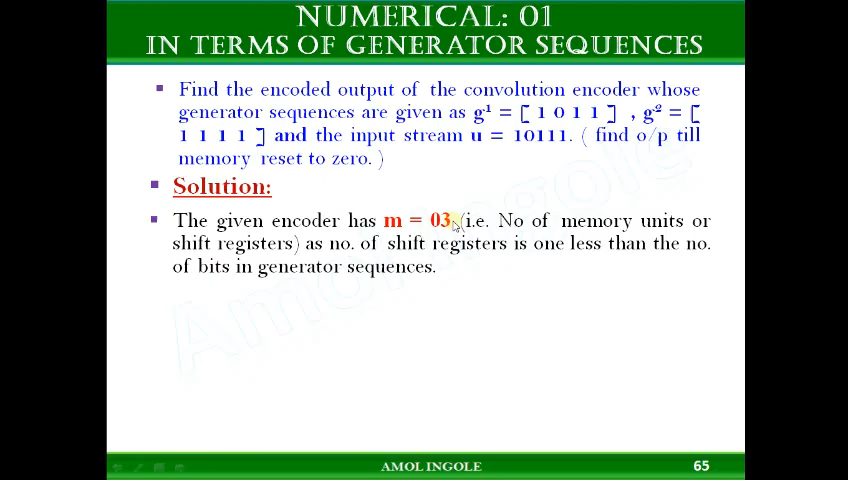 NUMERICAL: 01
IN TERMS OF GENERATOR SEQUENCES
▪ Find the encoded output of the convolution encoder whose
generator sequences are given as g¹ = [ 1 0 1 1 ] , g² = [
1 1 1 1 ] and the input stream u = 10111. ( find o/p till
memory reset to zero. )
▪ Solution:
▪ The given encoder has m = 03 (i.e. No of memory units or
shift registers) as no. of shift registers is one less than the no.
of bits in generator sequences.
Amol Ingole
AMOL INGOLE
65